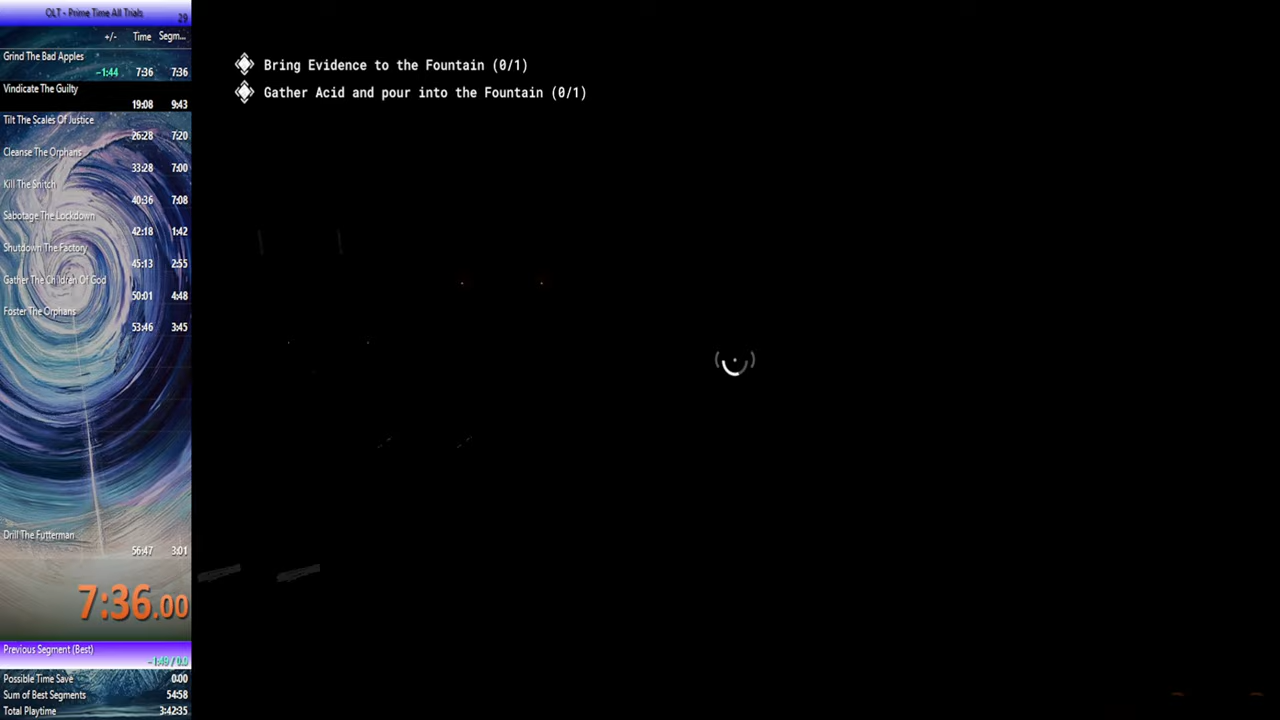 OLT - Prime Time All Trials
29
+/- Time Segm...
Grind The Bad Apples
-1:44 7:36 7:36
Vindicate The Guilty
19:08 9:43
Tilt The Scales Of Justice
26:28 7:20
Cleanse The Orphans
33:28 7:00
Kill The Snitch
40:36 7:08
Sabotage The Lockdown
42:18 1:42
Shutdown The Factory
45:13 2:55
Gather The Children Of God
50:01 4:48
Foster The Orphans
53:46 3:45
Drill The Futterman
56:47 3:01
7:36.00
Previous Segment (Best)
-1:49 / 0.0
Possible Time Save 0:00
Sum of Best Segments 54:58
Total Playtime 3:42:35
Bring Evidence to the Fountain (0/1)
Gather Acid and pour into the Fountain (0/1)